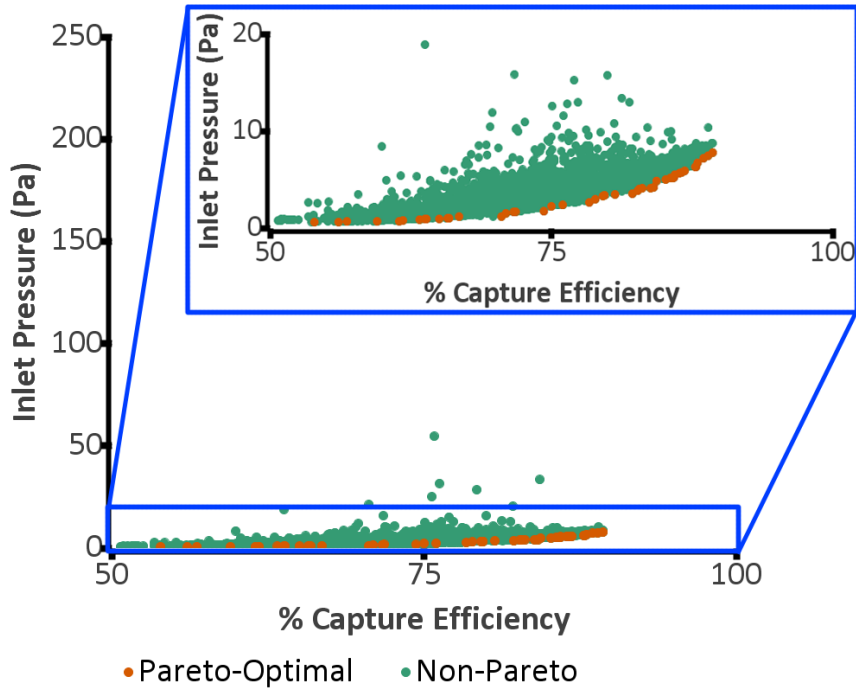 250
200
150
100
50
0
Inlet Pressure (Pa)
50
75
100
% Capture Efficiency
20
10
0
Inlet Pressure (Pa)
50
75
100
% Capture Efficiency
Pareto-Optimal
Non-Pareto